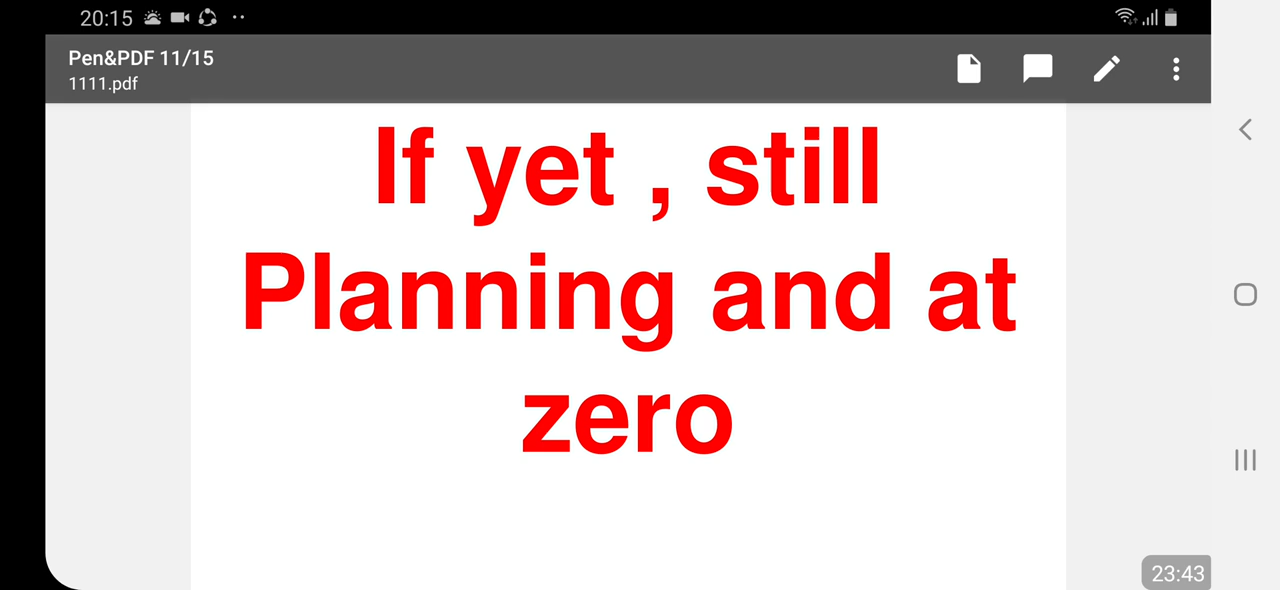 20:15
Pen&PDF 11/15
1111.pdf
If yet , still
Planning and at
zero
23:43